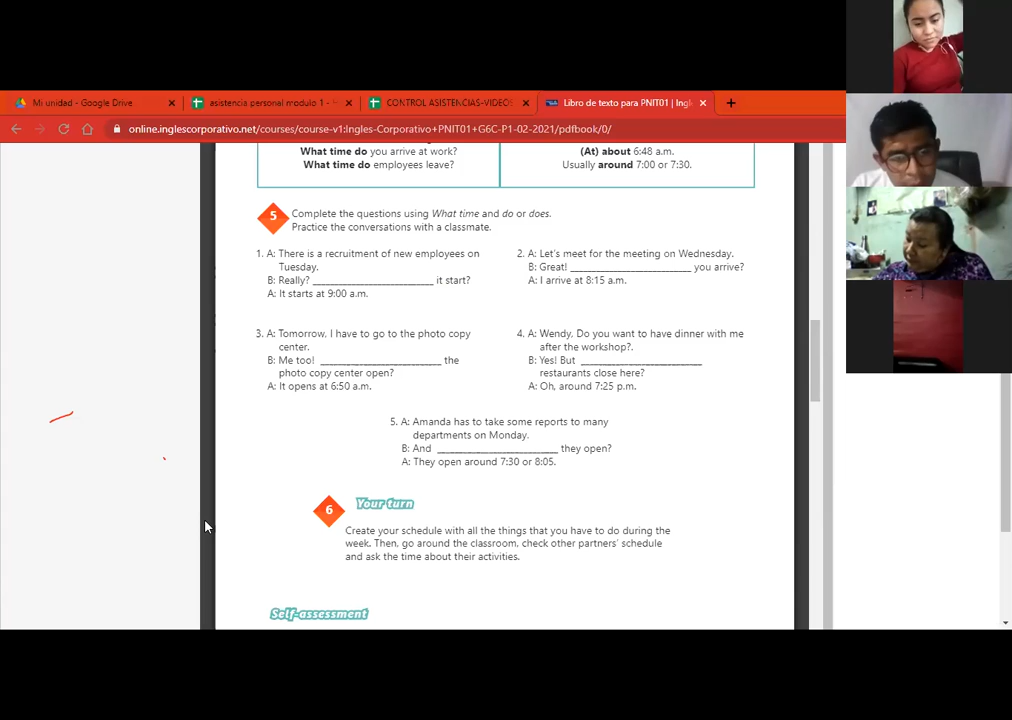 Mi unidad - Google Drive
asistencia personal modulo 1 -
CONTROL ASISTENCIAS-VIDEOS
Libro de texto para PNIT01 | Ingl
online.inglescorporativo.net/courses/course-v1:Ingles-Corporativo+PNIT01+G6C-P1-02-2021/pdfbook/0/
What time do you arrive at work?
What time do employees leave?
(At) about 6:48 a.m.
Usually around 7:00 or 7:30.
5
Complete the questions using What time and do or does.
Practice the conversations with a classmate.
1. A: There is a recruitment of new employees on
Tuesday.
B: Really? ____________________ it start?
A: It starts at 9:00 a.m.
2. A: Let's meet for the meeting on Wednesday.
B: Great! ____________________ you arrive?
A: I arrive at 8:15 a.m.
3. A: Tomorrow, I have to go to the photo copy
center.
B: Me too! ____________________ the
photo copy center open?
A: It opens at 6:50 a.m.
4. A: Wendy, Do you want to have dinner with me
after the workshop?.
B: Yes! But ____________________
restaurants close here?
A: Oh, around 7:25 p.m.
5. A: Amanda has to take some reports to many
departments on Monday.
B: And ____________________ they open?
A: They open around 7:30 or 8:05.
6
Your turn
Create your schedule with all the things that you have to do during the
week. Then, go around the classroom, check other partners' schedule
and ask the time about their activities.
Self-assessment